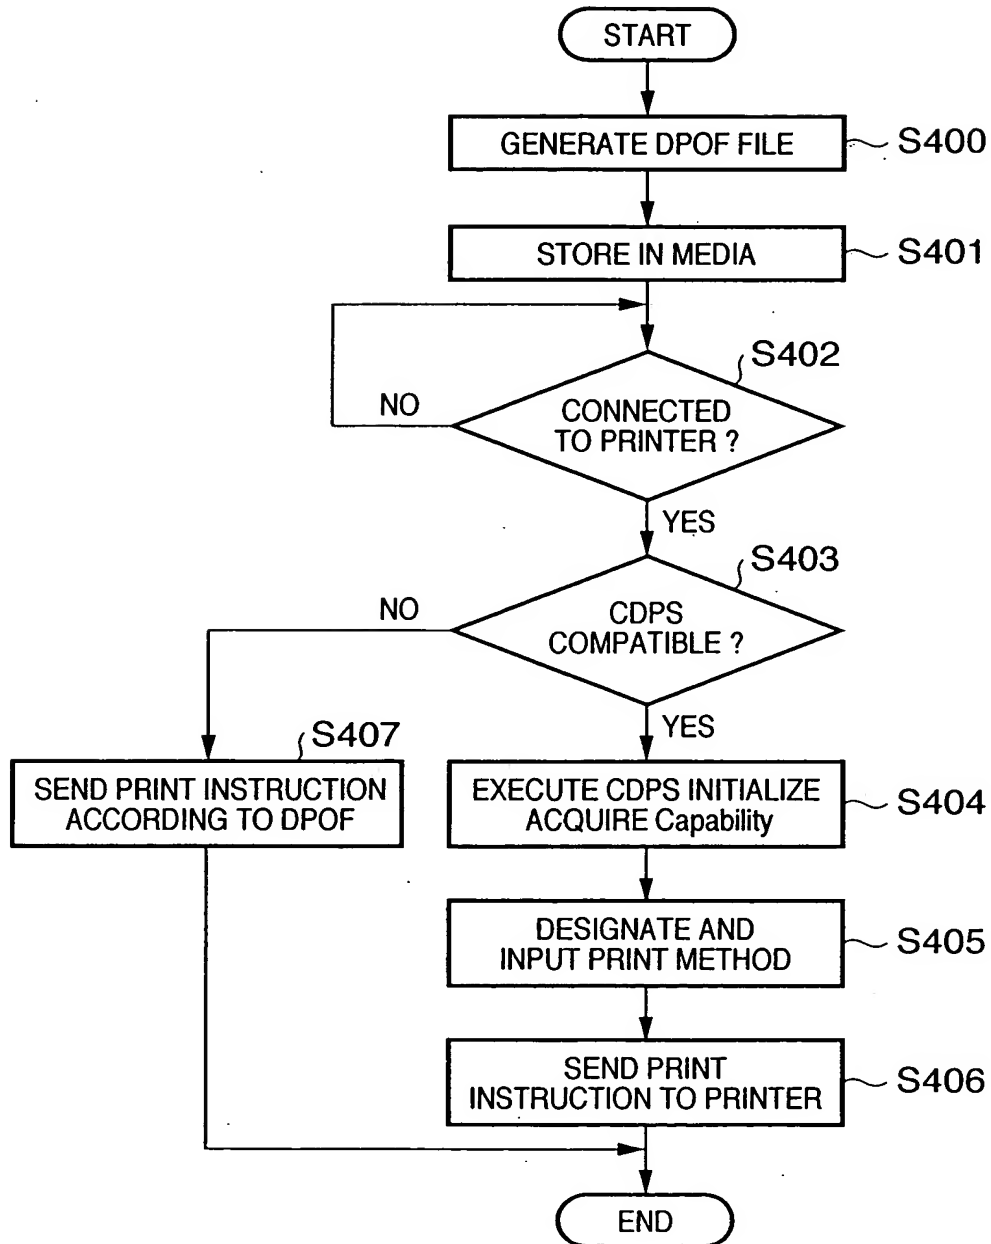 START
GENERATE DPOF FILE
S400
STORE IN MEDIA
S401
S402
NO
CONNECTED
TO PRINTER ?
YES
S403
NO
CDPS
COMPATIBLE ?
YES
S407
SEND PRINT INSTRUCTION
ACCORDING TO DPOF
EXECUTE CDPS INITIALIZE
ACQUIRE Capability
S404
DESIGNATE AND
INPUT PRINT METHOD
S405
SEND PRINT
INSTRUCTION TO PRINTER
S406
END